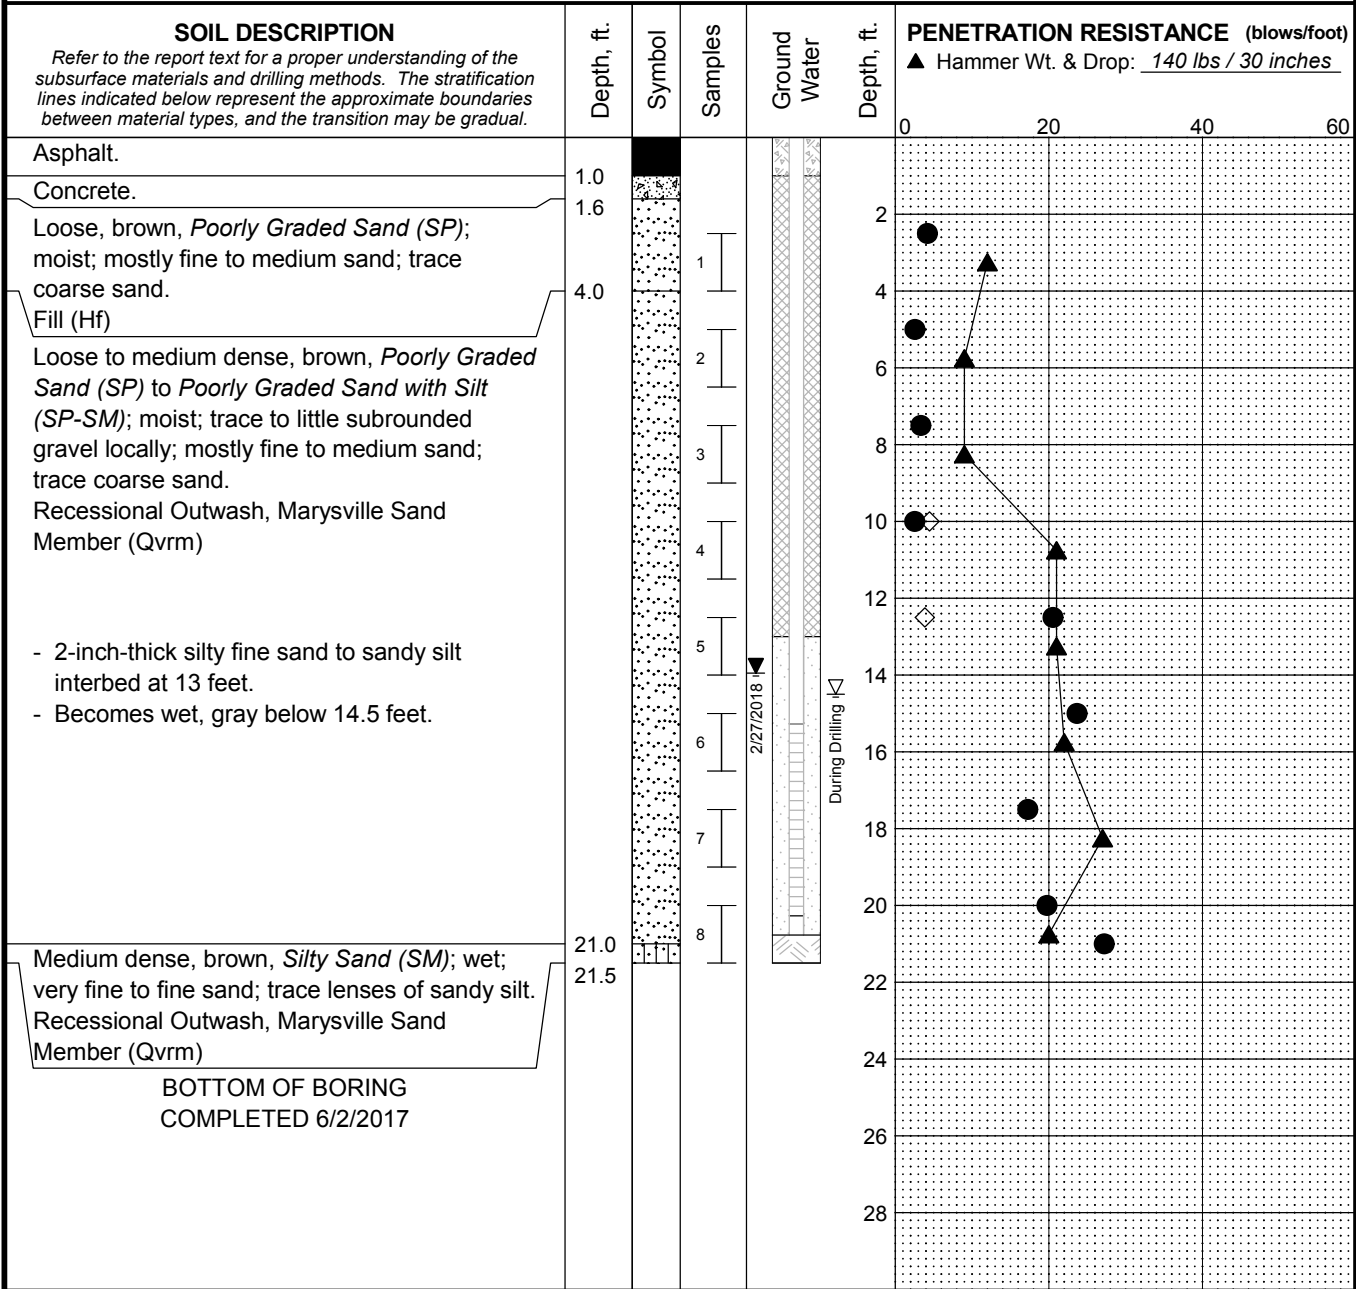 SOIL DESCRIPTION
Refer to the report text for a proper understanding of the
subsurface materials and drilling methods. The stratification
lines indicated below represent the approximate boundaries
between material types, and the transition may be gradual.
Depth, ft.
Symbol
Samples
Ground
Water
Depth, ft.
PENETRATION RESISTANCE (blows/foot)
▲ Hammer Wt. & Drop: 140 lbs / 30 inches
0 20 40 60
Asphalt.
1.0
Concrete.
1.6
Loose, brown, Poorly Graded Sand (SP);
moist; mostly fine to medium sand; trace
coarse sand.
4.0
Fill (Hf)
Loose to medium dense, brown, Poorly Graded
Sand (SP) to Poorly Graded Sand with Silt
(SP-SM); moist; trace to little subrounded
gravel locally; mostly fine to medium sand;
trace coarse sand.
Recessional Outwash, Marysville Sand
Member (Qvrm)
- 2-inch-thick silty fine sand to sandy silt
interbed at 13 feet.
- Becomes wet, gray below 14.5 feet.
21.0
Medium dense, brown, Silty Sand (SM); wet;
21.5
very fine to fine sand; trace lenses of sandy silt.
Recessional Outwash, Marysville Sand
Member (Qvrm)
BOTTOM OF BORING
COMPLETED 6/2/2017
1
2
3
4
5
6
7
8
2/27/2018
During Drilling
2
4
6
8
10
12
14
16
18
20
22
24
26
28